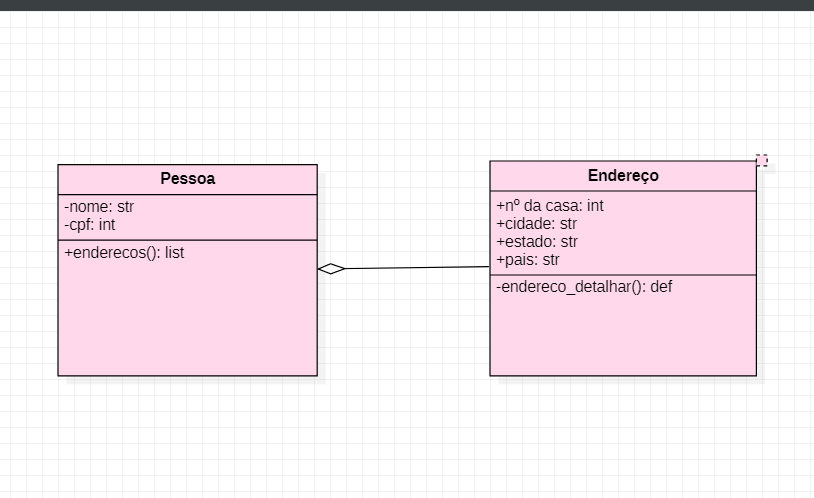 Pessoa
-nome: str
-cpf: int
+enderecos(): list
Endereço
+nº da casa: int
+cidade: str
+estado: str
+pais: str
-endereco_detalhar(): def